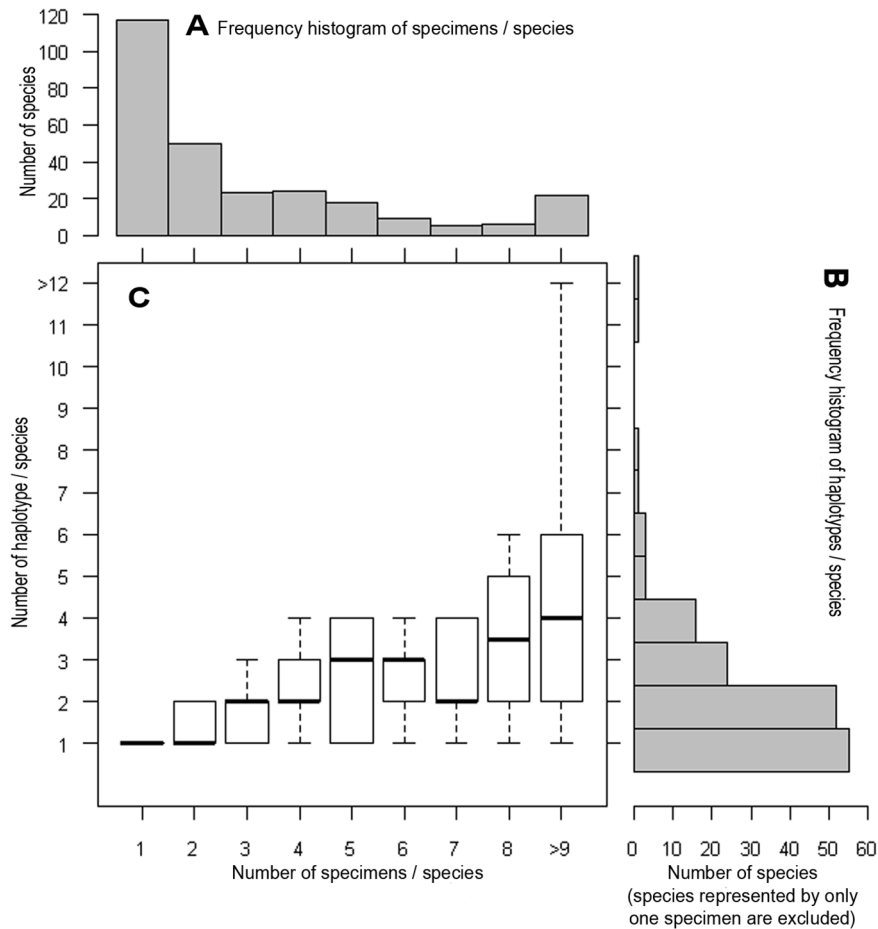 A Frequency histogram of specimens / species
Number of species
120
100
80
60
40
20
0
C
Number of haplotype / species
>12
11
10
9
8
7
6
5
4
3
2
1
1 2 3 4 5 6 7 8 >9
Number of specimens / species
B Frequency histogram of haplotypes / species
0 10 20 30 40 50 60
Number of species
(species represented by only
one specimen are excluded)